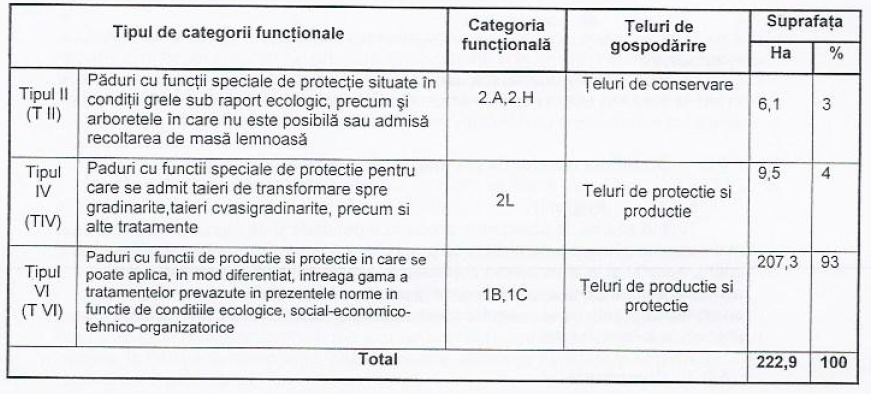 Tipul de categorii funcționale
Categoria
funcțională
Țeluri de
gospodărire
Suprafața
Ha
%
Tipul II
(T II)
Păduri cu funcții speciale de protecție situate în
condiții grele sub raport ecologic, precum și
arboretele în care nu este posibilă sau admisă
recoltarea de masă lemnoasă
2.A,2.H
Țeluri de conservare
6,1
3
Tipul
IV
(TIV)
Paduri cu functii speciale de protectie pentru
care se admit taieri de transformare spre
gradinarite,taieri cvasigradinarite, precum si
alte tratamente
2L
Țeluri de protectie si
productie
9,5
4
Tipul
VI
(T VI)
Paduri cu functii de productie si protectie in care se
poate aplica, in mod diferentiat, intreaga gama a
tratamentelor prevazute in prezentele norme in
functie de conditiile ecologice, social-economico-
tehnico-organizatorice
1B,1C
Țeluri de productie si
protectie
207,3
93
Total
222,9
100